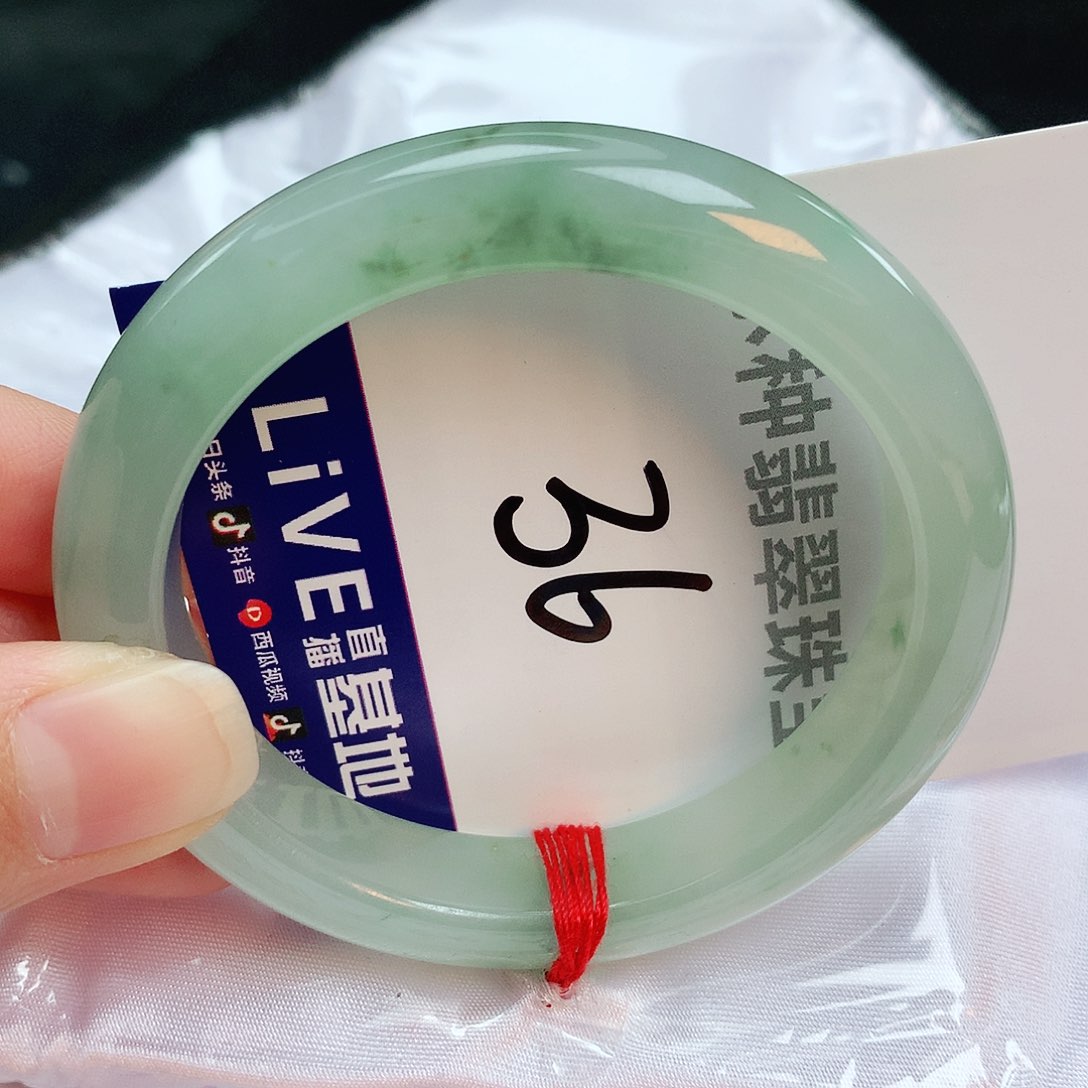 种翡翠珠
36
LiVE直播基地
日头条 抖音 西瓜视频